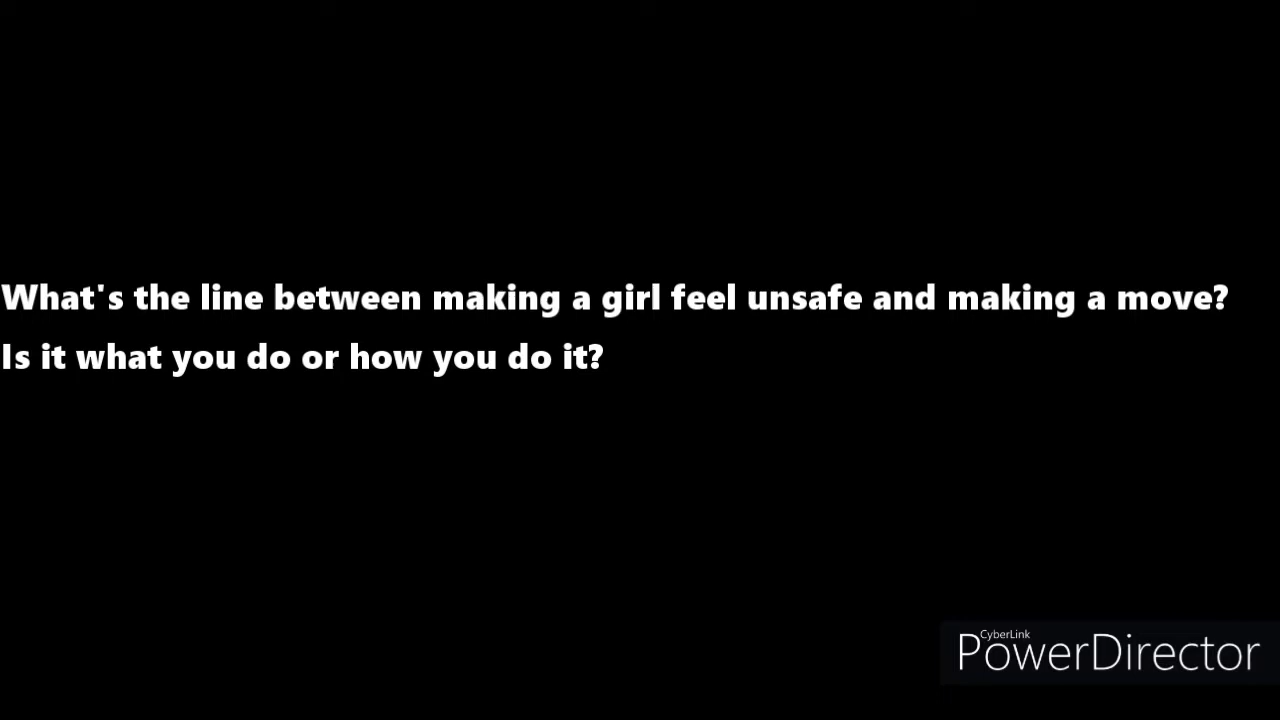 What's the line between making a girl feel unsafe and making a move?
Is it what you do or how you do it?
CyberLink
PowerDirector